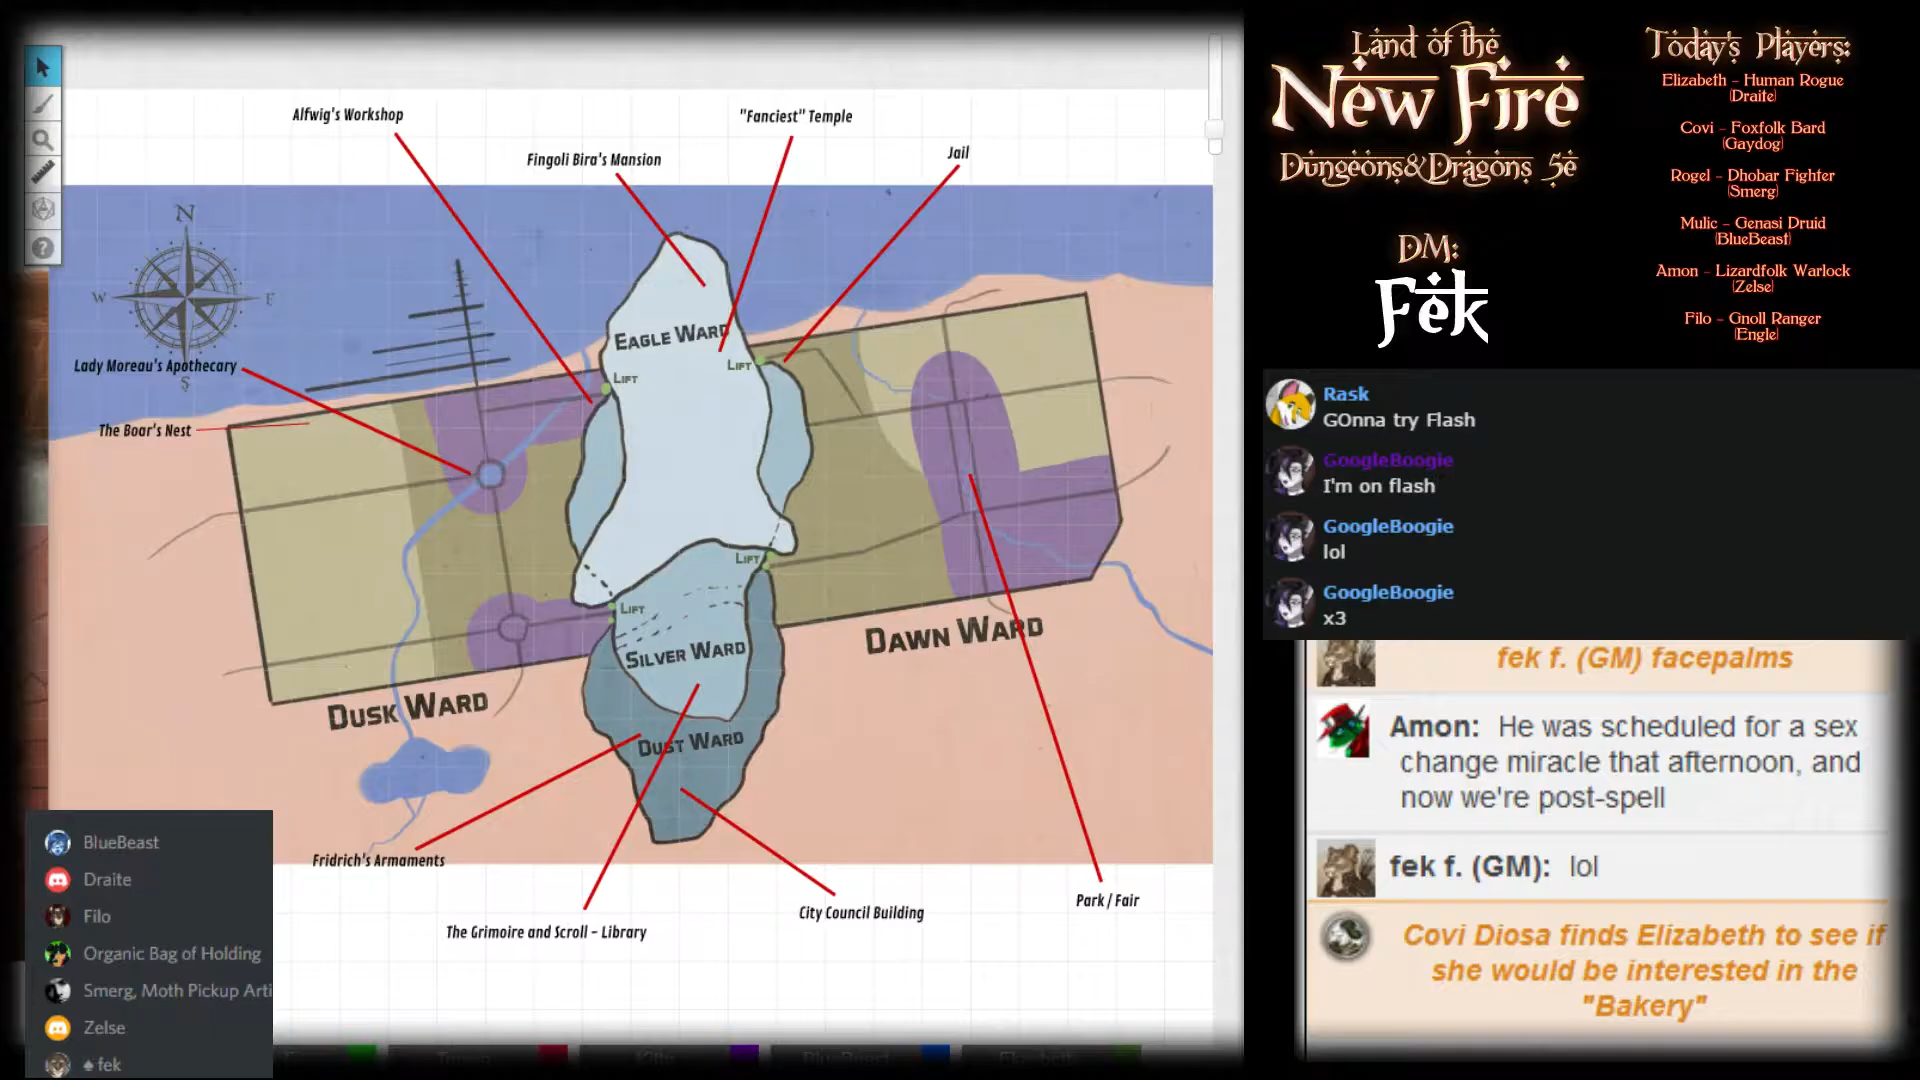 Alfwig's Workshop
"Fanciest" Temple
Fingoli Bira's Mansion
Jail
N
W
E
S
Lady Moreau's Apothecary
The Boar's Nest
Eagle Ward
Lift
Lift
Lift
Lift
Silver Ward
Dawn Ward
Dusk Ward
Dust Ward
Fridrich's Armaments
The Grimoire and Scroll - Library
City Council Building
Park / Fair
BlueBeast
Draite
Filo
Organic Bag of Holding
Smerg, Moth Pickup Arti
Zelse
fek
Land of the
New Fire
Dungeons&Dragons 5e
DM:
Fek
Today's Players:
Elizabeth - Human Rogue
(Draite)
Covi - Foxfolk Bard
(Gaydog)
Rogel - Dhobar Fighter
(Smerg)
Mulic - Genasi Druid
(BlueBeast)
Amon - Lizardfolk Warlock
(Zelse)
Filo - Gnoll Ranger
(Engle)
Rask
GOnna try Flash
GoogleBoogie
I'm on flash
GoogleBoogie
lol
GoogleBoogie
x3
fek f. (GM) facepalms
Amon: He was scheduled for a sex
change miracle that afternoon, and
now we're post-spell
fek f. (GM): lol
Covi Diosa finds Elizabeth to see if
she would be interested in the
"Bakery"